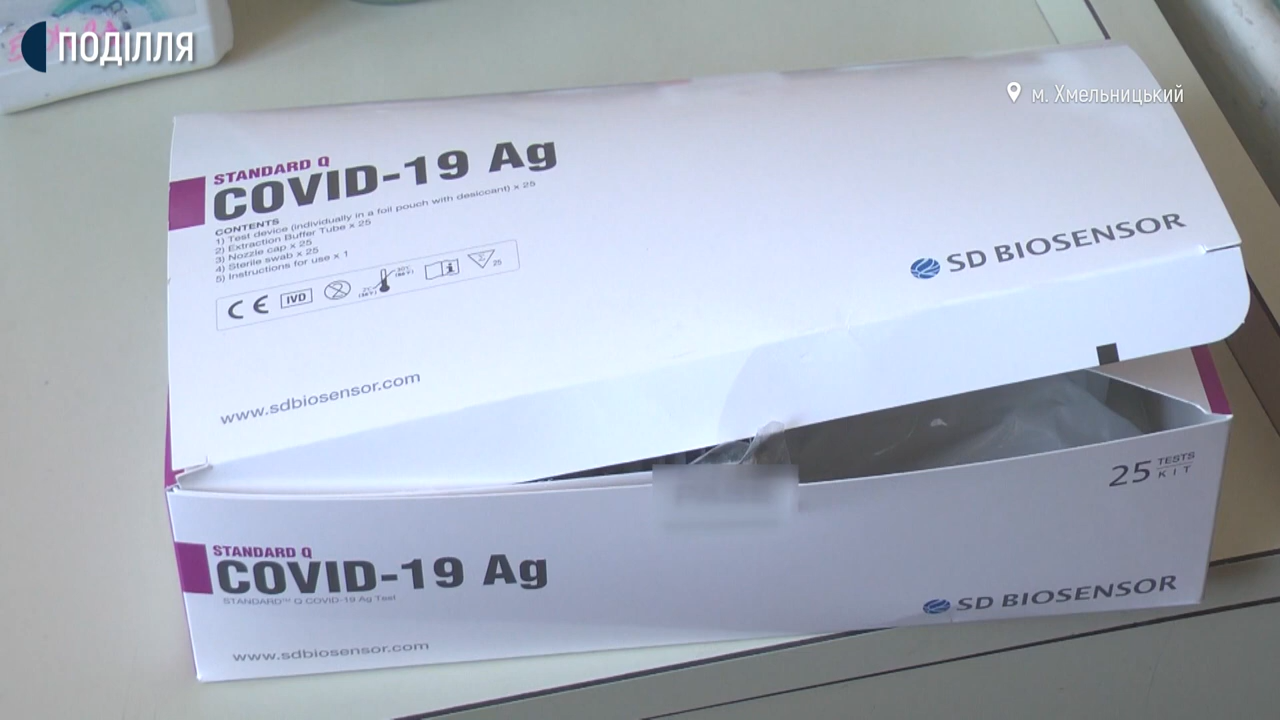 ПОДІЛЛЯ
м. Хмельницький
STANDARD Q
COVID-19 Ag
CONTENTS
1) Test device (individually in a foil pouch with desiccant) x 25
2) Extraction Buffer Tube x 25
3) Nozzle cap x 25
4) Sterile swab x 25
5) Instructions for use x 1
CE IVD 2 25
SD BIOSENSOR
www.sdbiosensor.com
25 TESTS
KIT
STANDARD Q
COVID-19 Ag
STANDARD™ Q COVID-19 Ag Test
SD BIOSENSOR
www.sdbiosensor.com